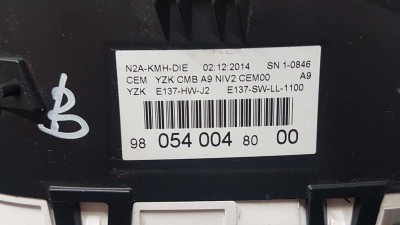 N2A-KMH-DIE 02:12:2014 SN 1-0846
CEM YZK CMB A9 NIV2 CEM00 A9
YZK E137-HW-J2 E137-SW-LL-1100
98 054 004 80 00
B